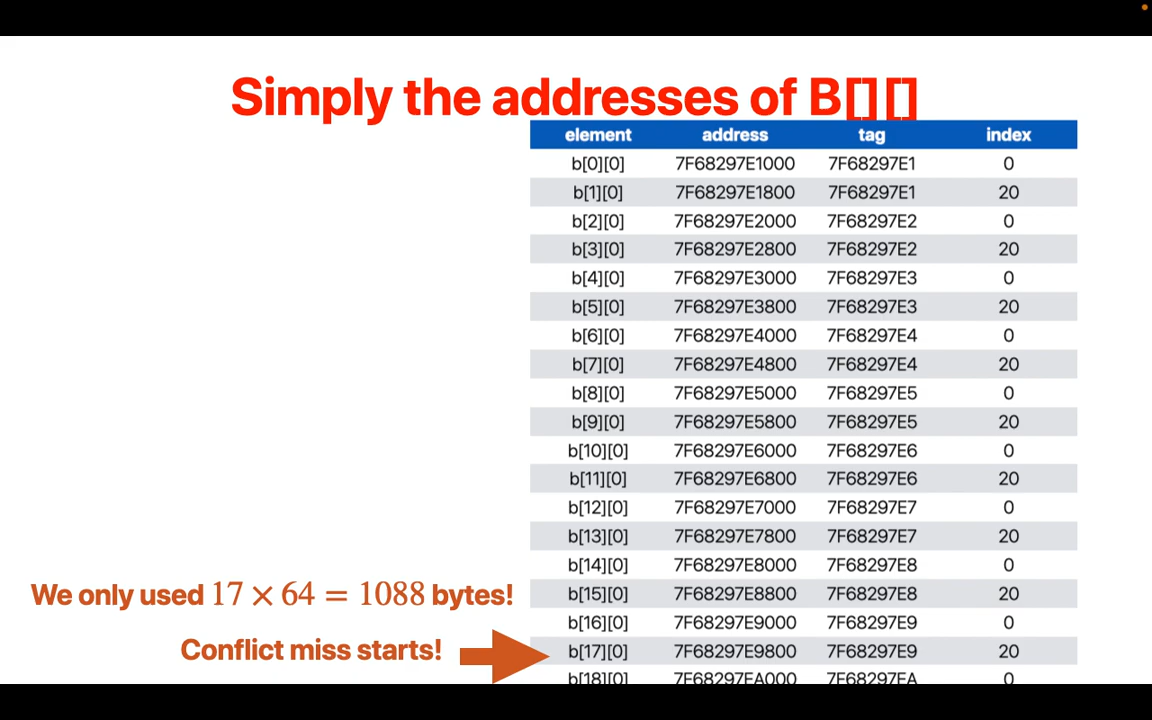 Simply the addresses of B[][]
element address tag index
b[0][0] 7F68297E1000 7F68297E1 0
b[1][0] 7F68297E1800 7F68297E1 20
b[2][0] 7F68297E2000 7F68297E2 0
b[3][0] 7F68297E2800 7F68297E2 20
b[4][0] 7F68297E3000 7F68297E3 0
b[5][0] 7F68297E3800 7F68297E3 20
b[6][0] 7F68297E4000 7F68297E4 0
b[7][0] 7F68297E4800 7F68297E4 20
b[8][0] 7F68297E5000 7F68297E5 0
b[9][0] 7F68297E5800 7F68297E5 20
b[10][0] 7F68297E6000 7F68297E6 0
b[11][0] 7F68297E6800 7F68297E6 20
b[12][0] 7F68297E7000 7F68297E7 0
b[13][0] 7F68297E7800 7F68297E7 20
b[14][0] 7F68297E8000 7F68297E8 0
b[15][0] 7F68297E8800 7F68297E8 20
b[16][0] 7F68297E9000 7F68297E9 0
b[17][0] 7F68297E9800 7F68297E9 20
b[18][0] 7F68297EA000 7F68297EA 0
We only used 17 × 64 = 1088 bytes!
Conflict miss starts!